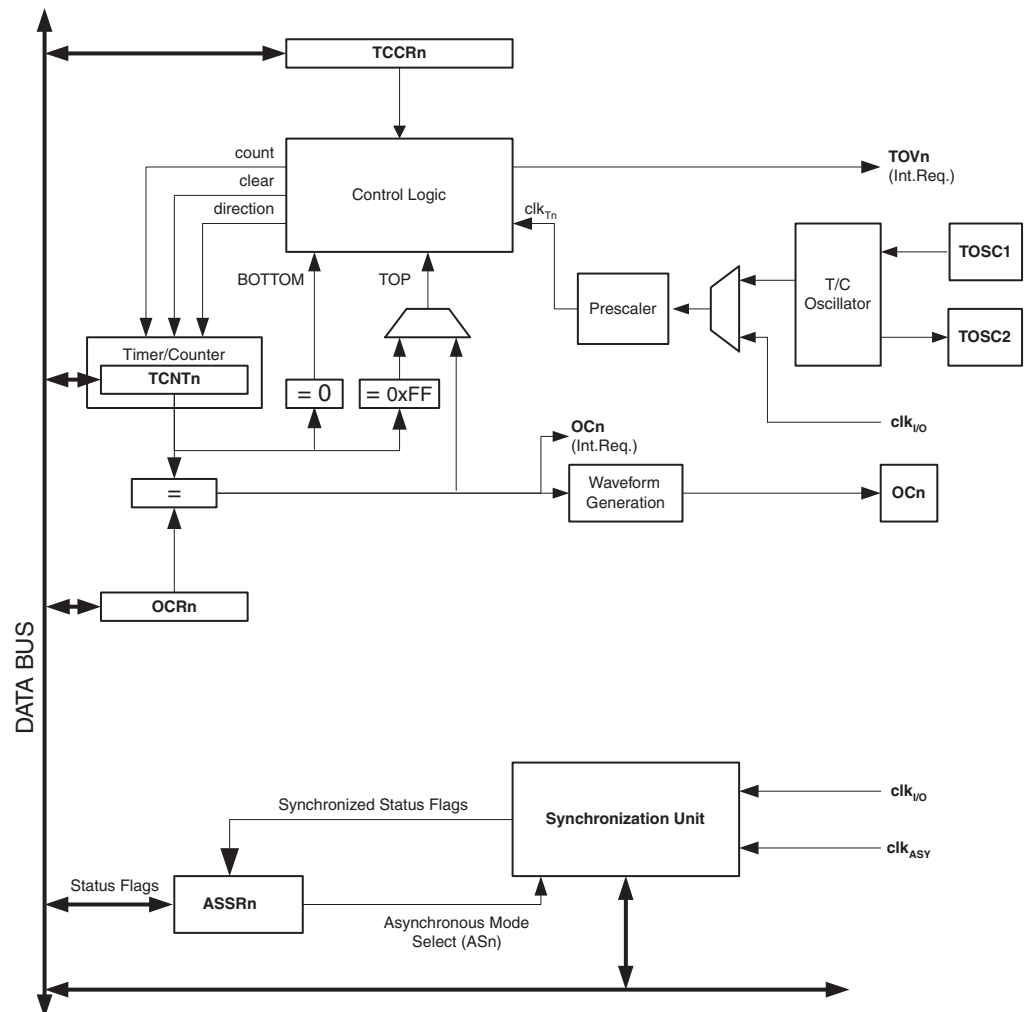 TCCRn
count
clear
direction
Control Logic
TOVn
(Int.Req.)
clkTn
BOTTOM
TOP
TOSC1
T/C
Oscillator
Prescaler
TOSC2
Timer/Counter
TCNTn
= 0
= 0xFF
clkI/O
OCn
(Int.Req.)
=
Waveform
Generation
OCn
OCRn
DATA BUS
Synchronized Status Flags
Synchronization Unit
clkI/O
clkASY
Status Flags
ASSRn
Asynchronous Mode
Select (ASn)